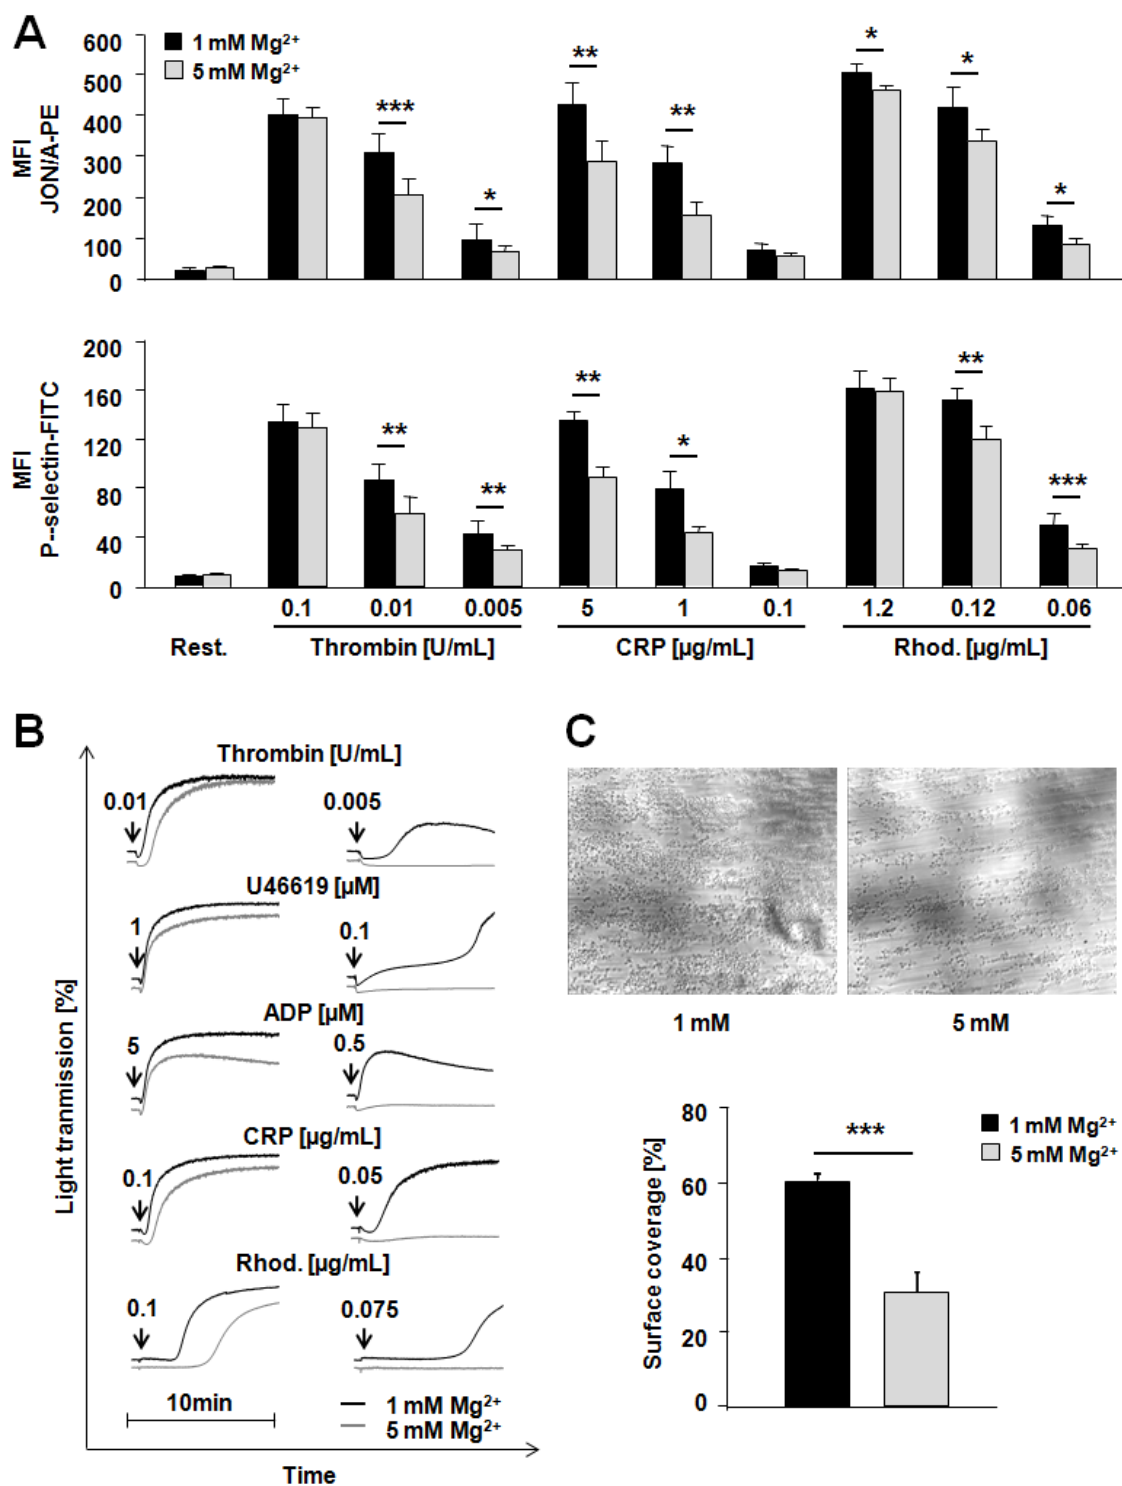 A
600
500
400
300
200
100
0
MFI
JON/A-PE
1 mM Mg²⁺
5 mM Mg²⁺
***
*
**
**
*
*
*
200
160
120
80
40
0
MFI
P--selectin-FITC
**
**
**
*
**
***
0.1 0.01 0.005 5 1 0.1 1.2 0.12 0.06
Rest. Thrombin [U/mL] CRP [µg/mL] Rhod. [µg/mL]
B
Light tranmission [%]
Thrombin [U/mL]
0.01 0.005
U46619 [µM]
1 0.1
ADP [µM]
5 0.5
CRP [µg/mL]
0.1 0.05
Rhod. [µg/mL]
0.1 0.075
10min
1 mM Mg²⁺
5 mM Mg²⁺
Time
C
1 mM 5 mM
80
60
40
20
0
Surface coverage [%]
***
1 mM Mg²⁺
5 mM Mg²⁺